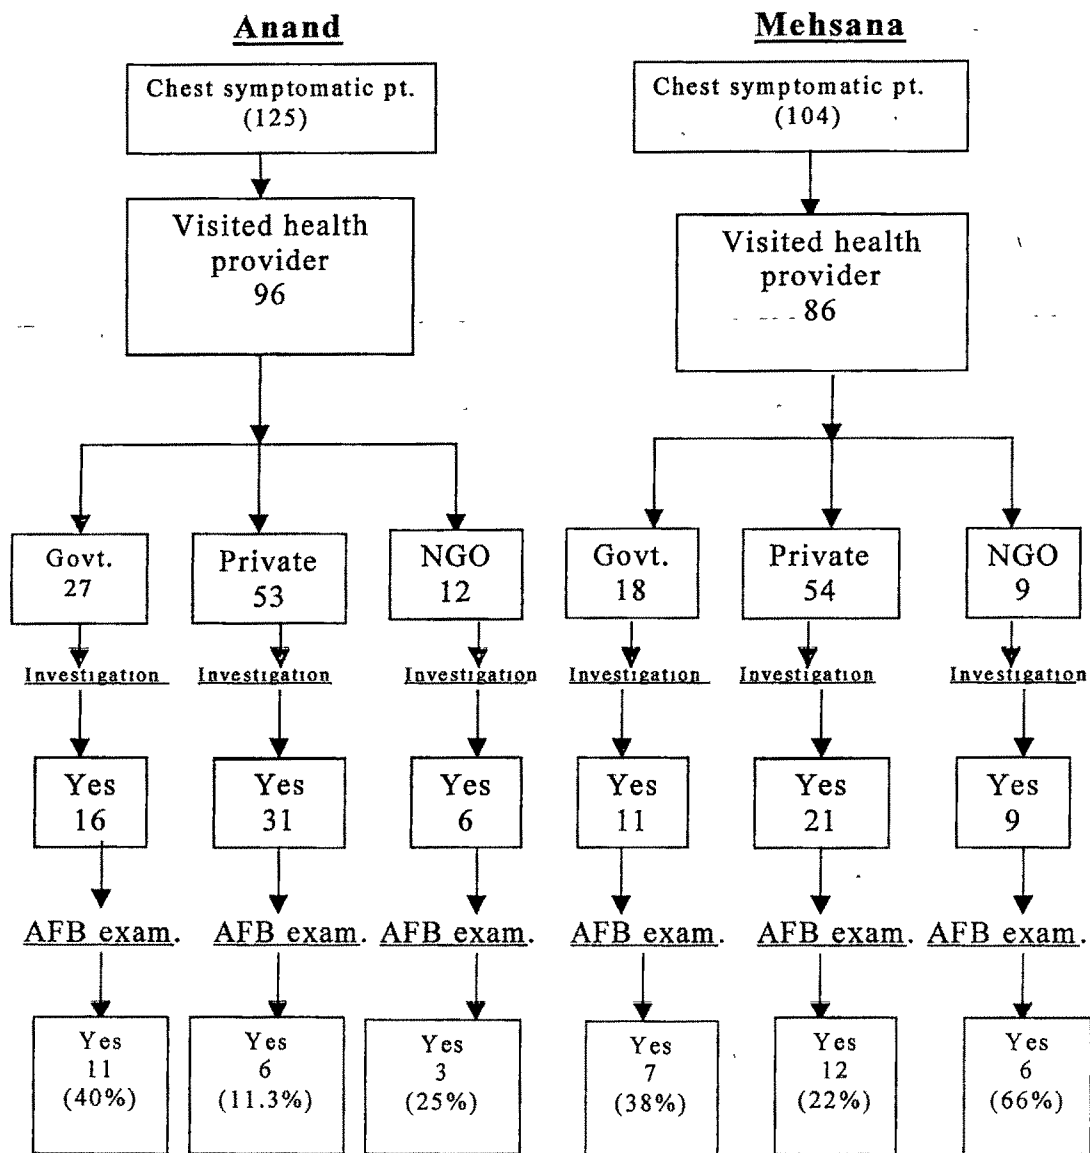 Anand
Chest symptomatic pt.
(125)
Visited health
provider
96
Govt.
27
Private
53
NGO
12
Investigation
Investigation
Investigation
Yes
16
Yes
31
Yes
6
AFB exam.
AFB exam.
AFB exam.
Yes
11
(40%)
Yes
6
(11.3%)
Yes
3
(25%)
Mehsana
Chest symptomatic pt.
(104)
Visited health
provider
86
Govt.
18
Private
54
NGO
9
Investigation
Investigation
Investigation
Yes
11
Yes
21
Yes
9
AFB exam.
AFB exam.
AFB exam.
Yes
7
(38%)
Yes
12
(22%)
Yes
6
(66%)